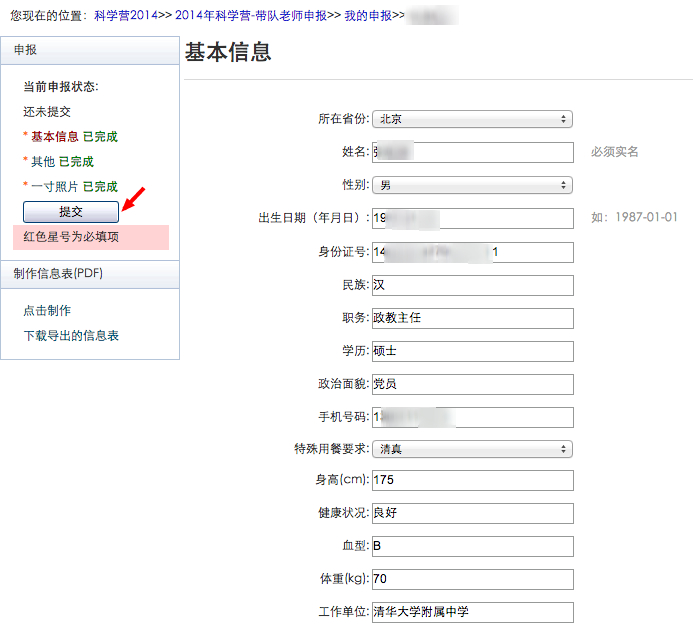 您现在的位置：科学营2014>> 2014年科学营-带队老师申报>> 我的申报>>
申报
当前申报状态:
还未提交
* 基本信息 已完成
* 其他 已完成
* 一寸照片 已完成
提交
红色星号为必填项
制作信息表(PDF)
点击制作
下载导出的信息表
基本信息
所在省份: 北京
姓名: 必须实名
性别: 男
出生日期（年月日）: 19 如：1987-01-01
身份证号: 14 1
民族: 汉
职务: 政教主任
学历: 硕士
政治面貌: 党员
手机号码: 1
特殊用餐要求: 清真
身高(cm): 175
健康状况: 良好
血型: B
体重(kg): 70
工作单位: 清华大学附属中学